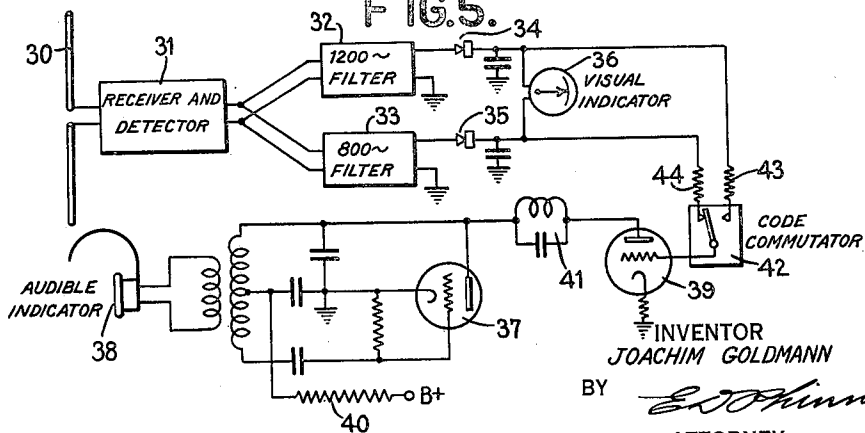 FIG.5.
30
31
RECEIVER AND
DETECTOR
32
1200~
FILTER
33
800~
FILTER
34
35
36
VISUAL
INDICATOR
44
43
CODE
COMMUTATOR
42
41
39
37
AUDIBLE
INDICATOR
38
40
B+
INVENTOR
JOACHIM GOLDMANN
BY
ATTORNEY